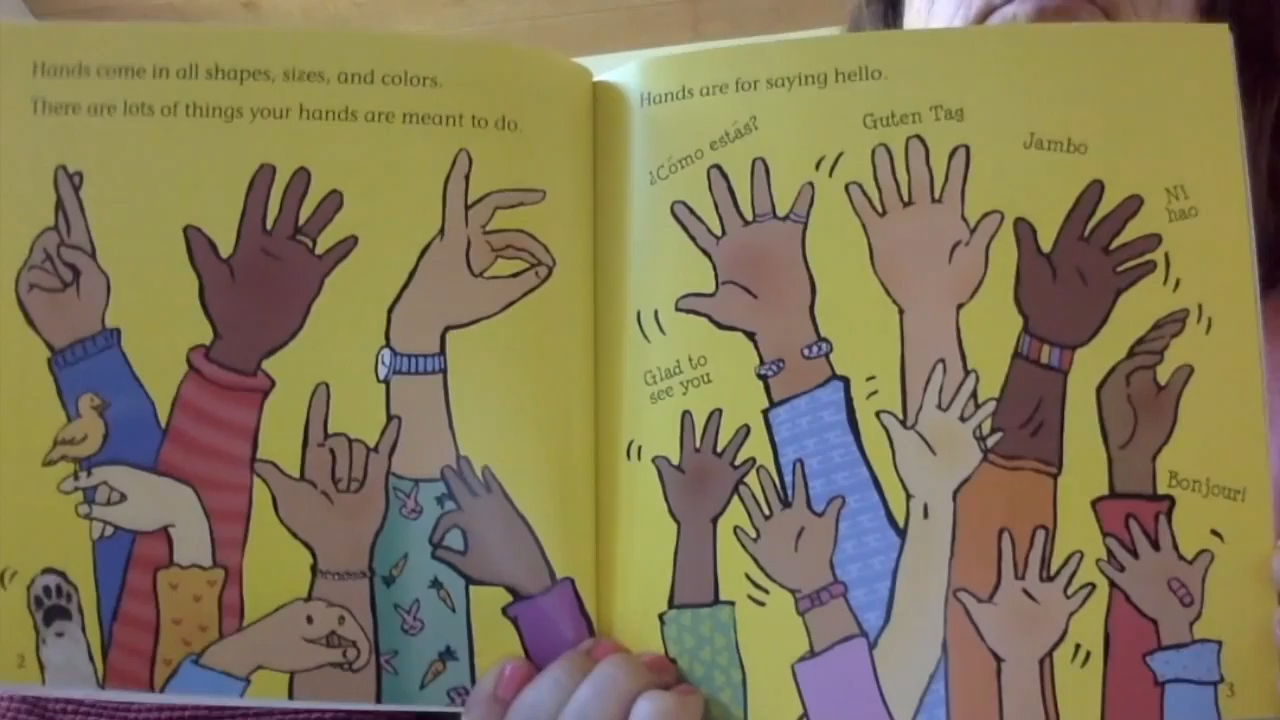 Hands come in all shapes, sizes, and colors.
There are lots of things your hands are meant to do.
2
Hands are for saying hello.
¿Cómo estás?
Guten Tag
Jambo
Ni
hao
Glad to
see you
Bonjour!
3